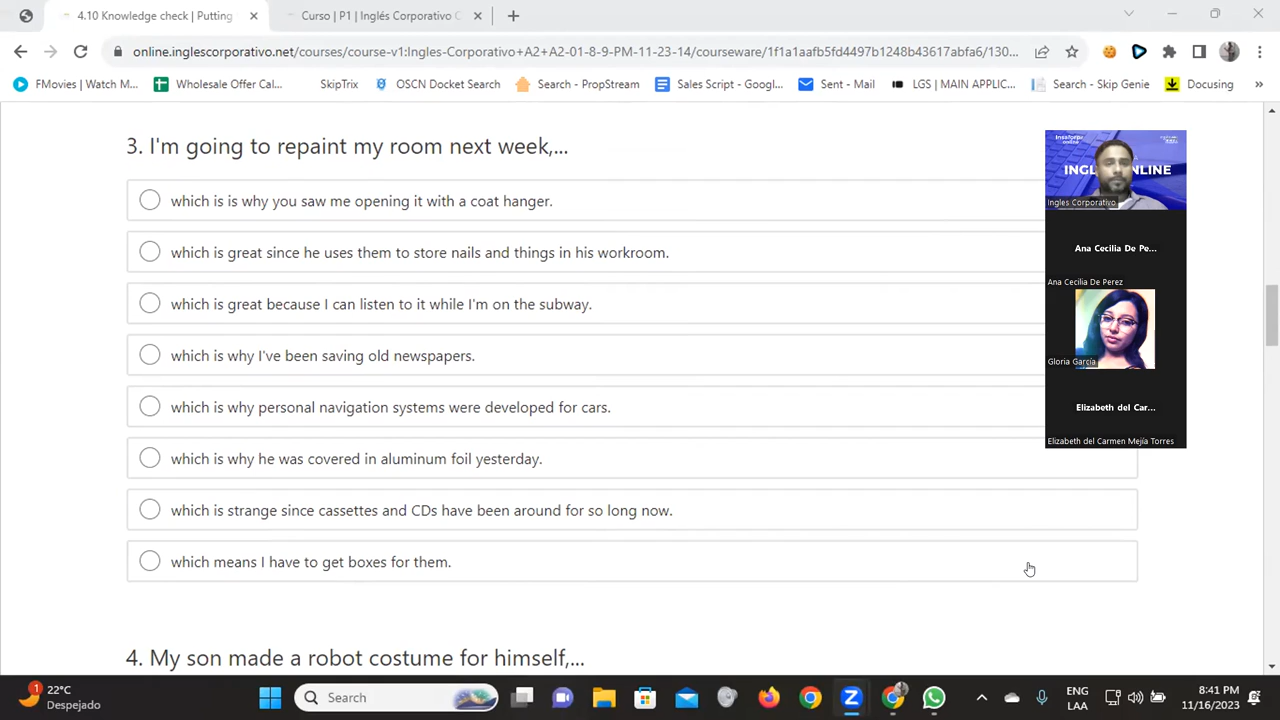 4.10 Knowledge check | Putting
Curso | P1 | Inglés Corporativo C
online.inglescorporativo.net/courses/course-v1:Ingles-Corporativo+A2+A2-01-8-9-PM-11-23-14/courseware/1f1a1aafb5fd4497b1248b43617abfa6/130...
FMovies | Watch M...
Wholesale Offer Cal...
SkipTrix
OSCN Docket Search
Search - PropStream
Sales Script - Googl...
Sent - Mail
LGS | MAIN APPLIC...
Search - Skip Genie
Docusing
»
3. I'm going to repaint my room next week,...
which is is why you saw me opening it with a coat hanger.
which is great since he uses them to store nails and things in his workroom.
which is great because I can listen to it while I'm on the subway.
which is why I've been saving old newspapers.
which is why personal navigation systems were developed for cars.
which is why he was covered in aluminum foil yesterday.
which is strange since cassettes and CDs have been around for so long now.
which means I have to get boxes for them.
4. My son made a robot costume for himself,...
INGL ONLINE
Ingles Corporativo
Ana Cecilia De Pe...
Ana Cecilia De Perez
Gloria García
Elizabeth del Car...
Elizabeth del Carmen Mejía Torres
1
22°C
Despejado
Search
ENG
LAA
8:41 PM
11/16/2023